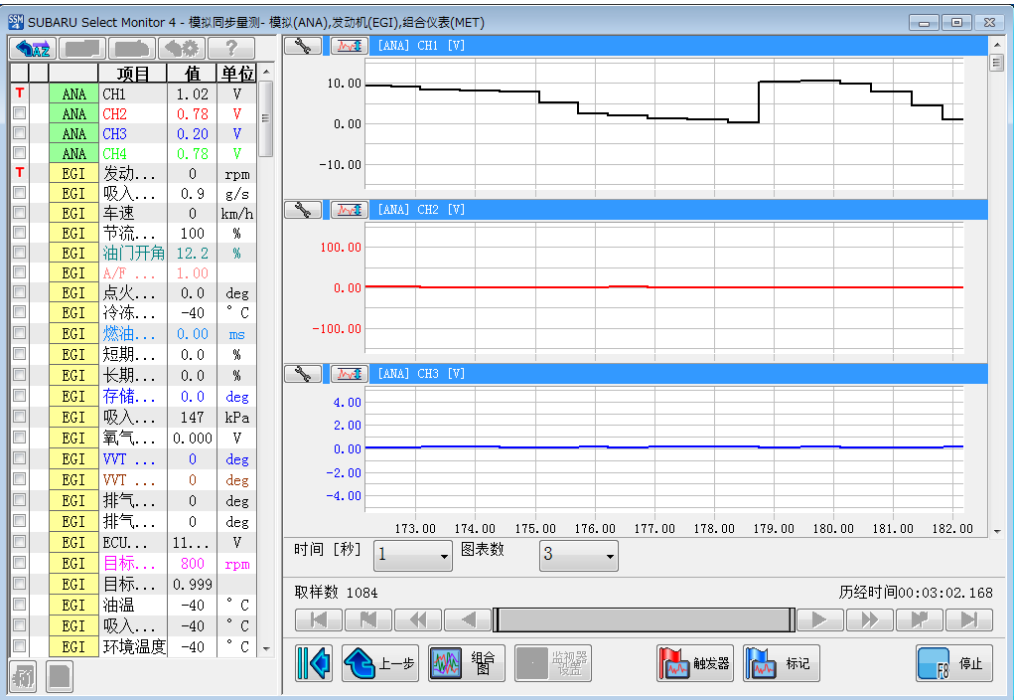 SUBARU Select Monitor 4 - 模拟同步量测- 模拟(ANA),发动机(EGI),组合仪表(MET)
项目 值 单位
T ANA CH1 1.02 V
ANA CH2 0.78 V
ANA CH3 0.20 V
ANA CH4 0.78 V
T EGI 发动... 0 rpm
EGI 吸入... 0.9 g/s
EGI 车速 0 km/h
EGI 节流... 100 %
EGI 油门开角 12.2 %
EGI A/F ... 1.00
EGI 点火... 0.0 deg
EGI 冷冻... -40 °C
EGI 燃油... 0.00 ms
EGI 短期... 0.0 %
EGI 长期... 0.0 %
EGI 存储... 0.0 deg
EGI 吸入... 147 kPa
EGI 氧气... 0.000 V
EGI VVT ... 0 deg
EGI VVT ... 0 deg
EGI 排气... 0 deg
EGI 排气... 0 deg
EGI ECU... 11... V
EGI 目标... 800 rpm
EGI 目标... 0.999
EGI 油温 -40 °C
EGI 吸入... -40 °C
EGI 环境温度 -40 °C
[ANA] CH1 [V]
10.00
0.00
-10.00
[ANA] CH2 [V]
100.00
0.00
-100.00
[ANA] CH3 [V]
4.00
2.00
0.00
-2.00
-4.00
173.00 174.00 175.00 176.00 177.00 178.00 179.00 180.00 181.00 182.00
时间 [秒] 1 图表数 3
取样数 1084 历经时间00:03:02.168
上一步 组合图 监视器设置 触发器 标记 F8 停止